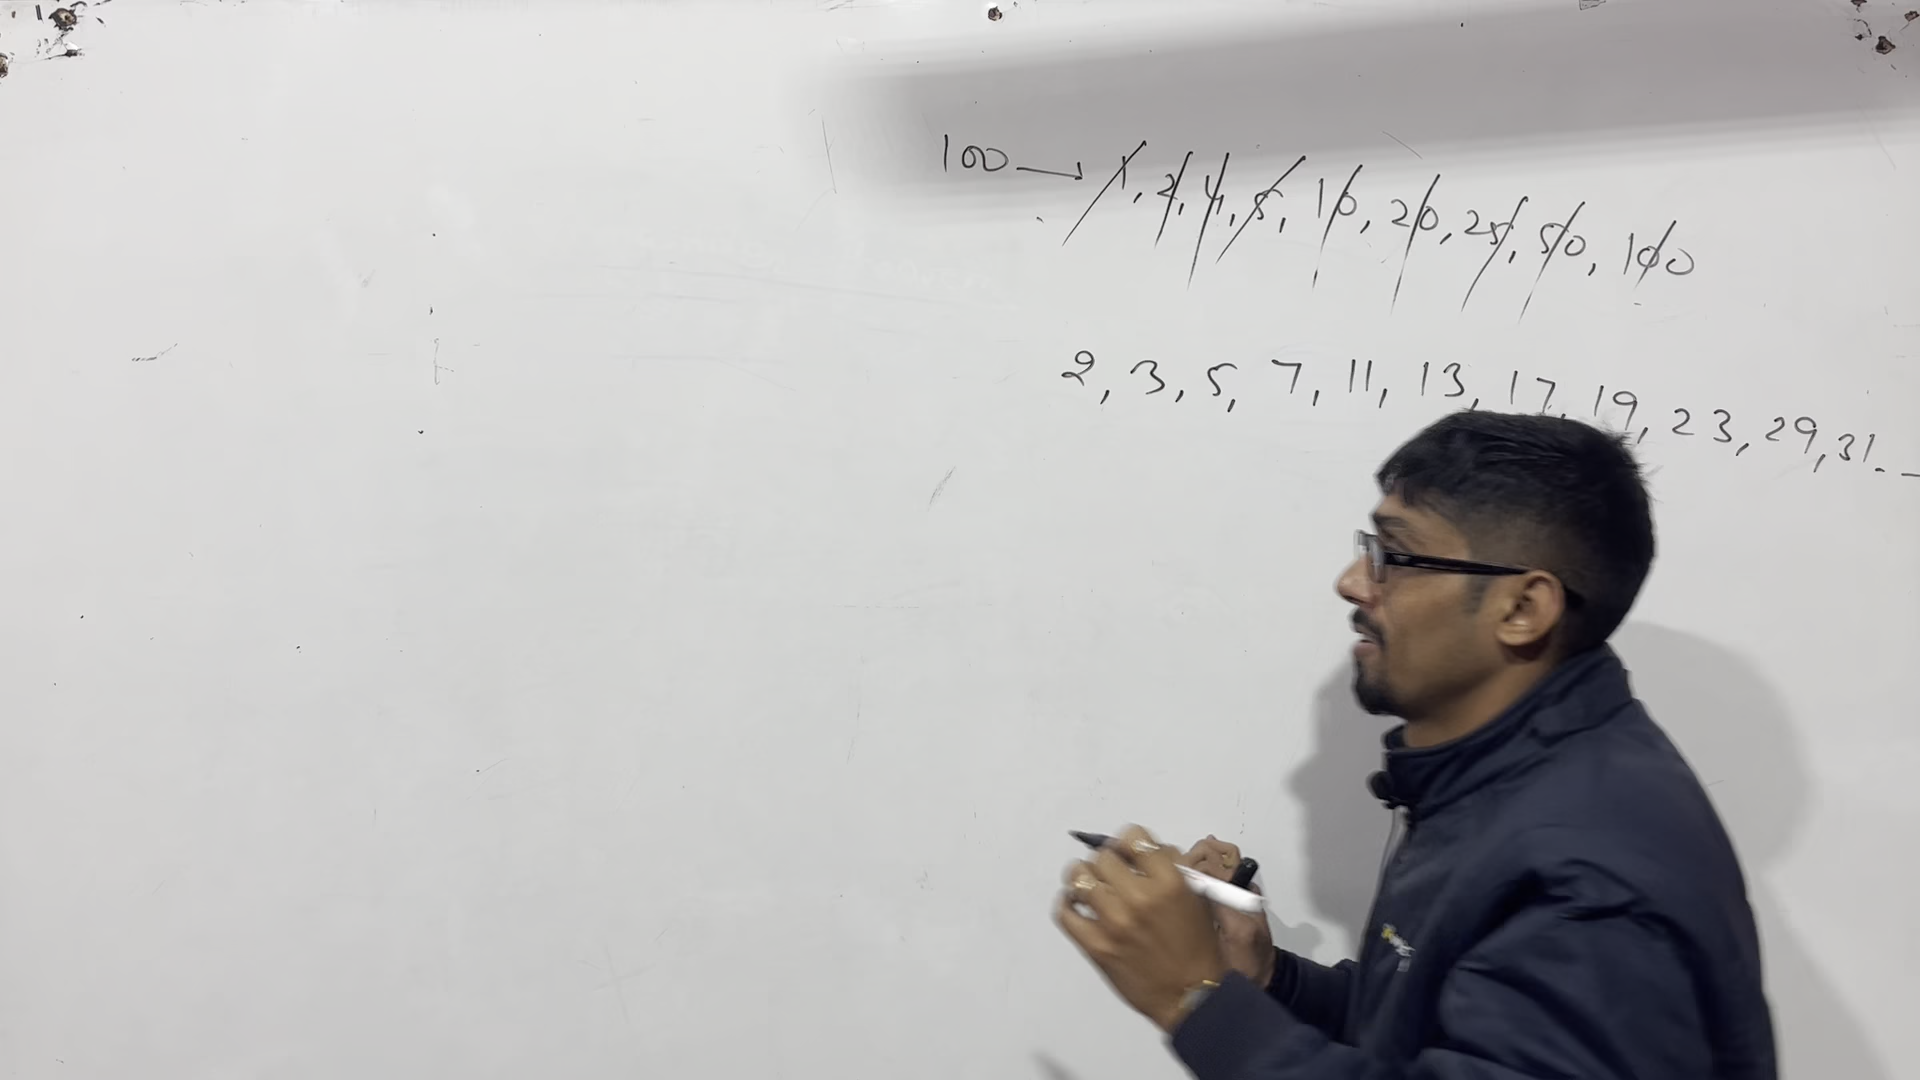 100 → 1, 2, 4, 5, 10, 20, 25, 50, 100
2, 3, 5, 7, 11, 13, 17, 19, 23, 29, 31. -